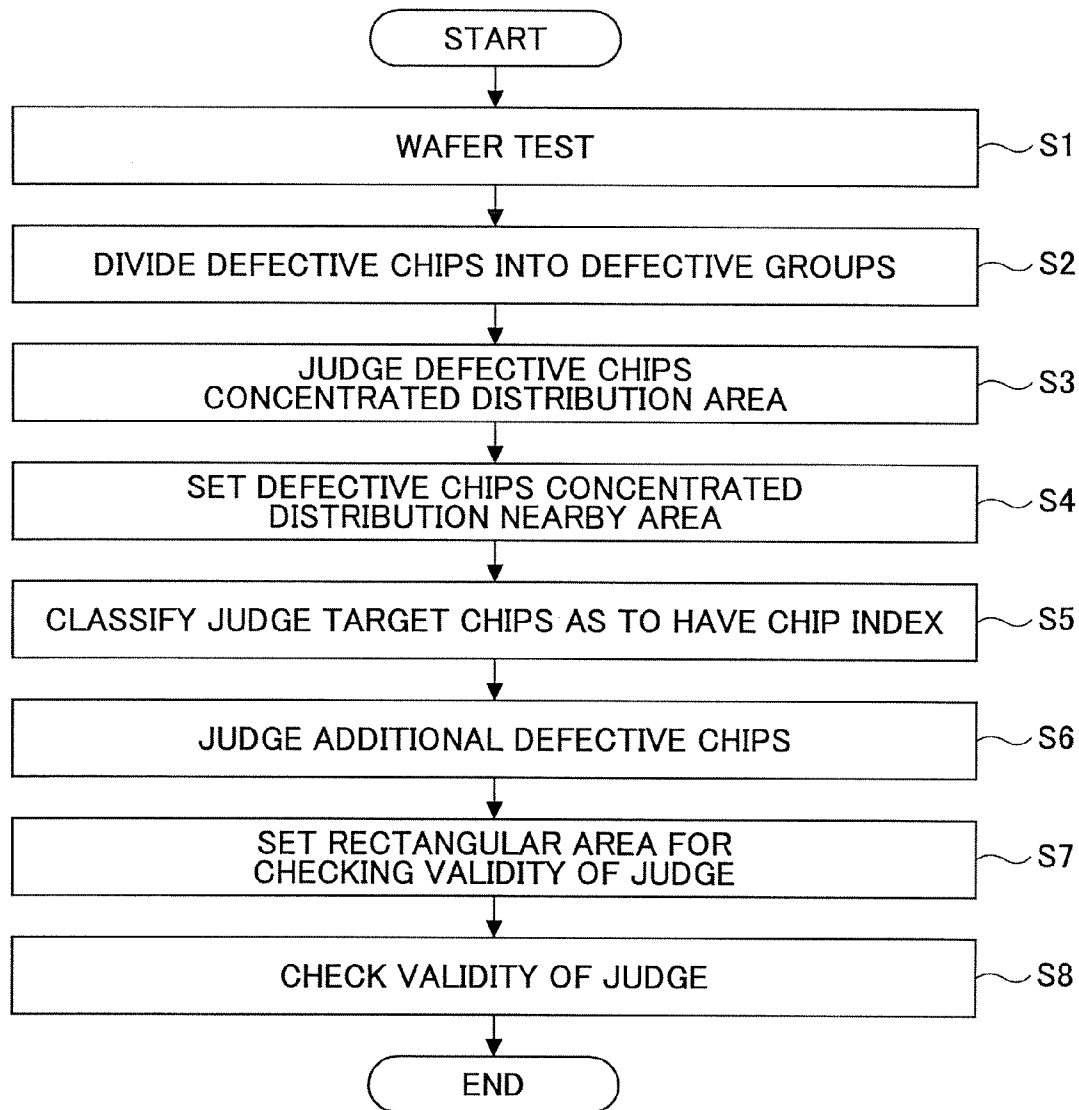 START
WAFER TEST
S1
DIVIDE DEFECTIVE CHIPS INTO DEFECTIVE GROUPS
S2
JUDGE DEFECTIVE CHIPS
CONCENTRATED DISTRIBUTION AREA
S3
SET DEFECTIVE CHIPS CONCENTRATED
DISTRIBUTION NEARBY AREA
S4
CLASSIFY JUDGE TARGET CHIPS AS TO HAVE CHIP INDEX
S5
JUDGE ADDITIONAL DEFECTIVE CHIPS
S6
SET RECTANGULAR AREA FOR
CHECKING VALIDITY OF JUDGE
S7
CHECK VALIDITY OF JUDGE
S8
END